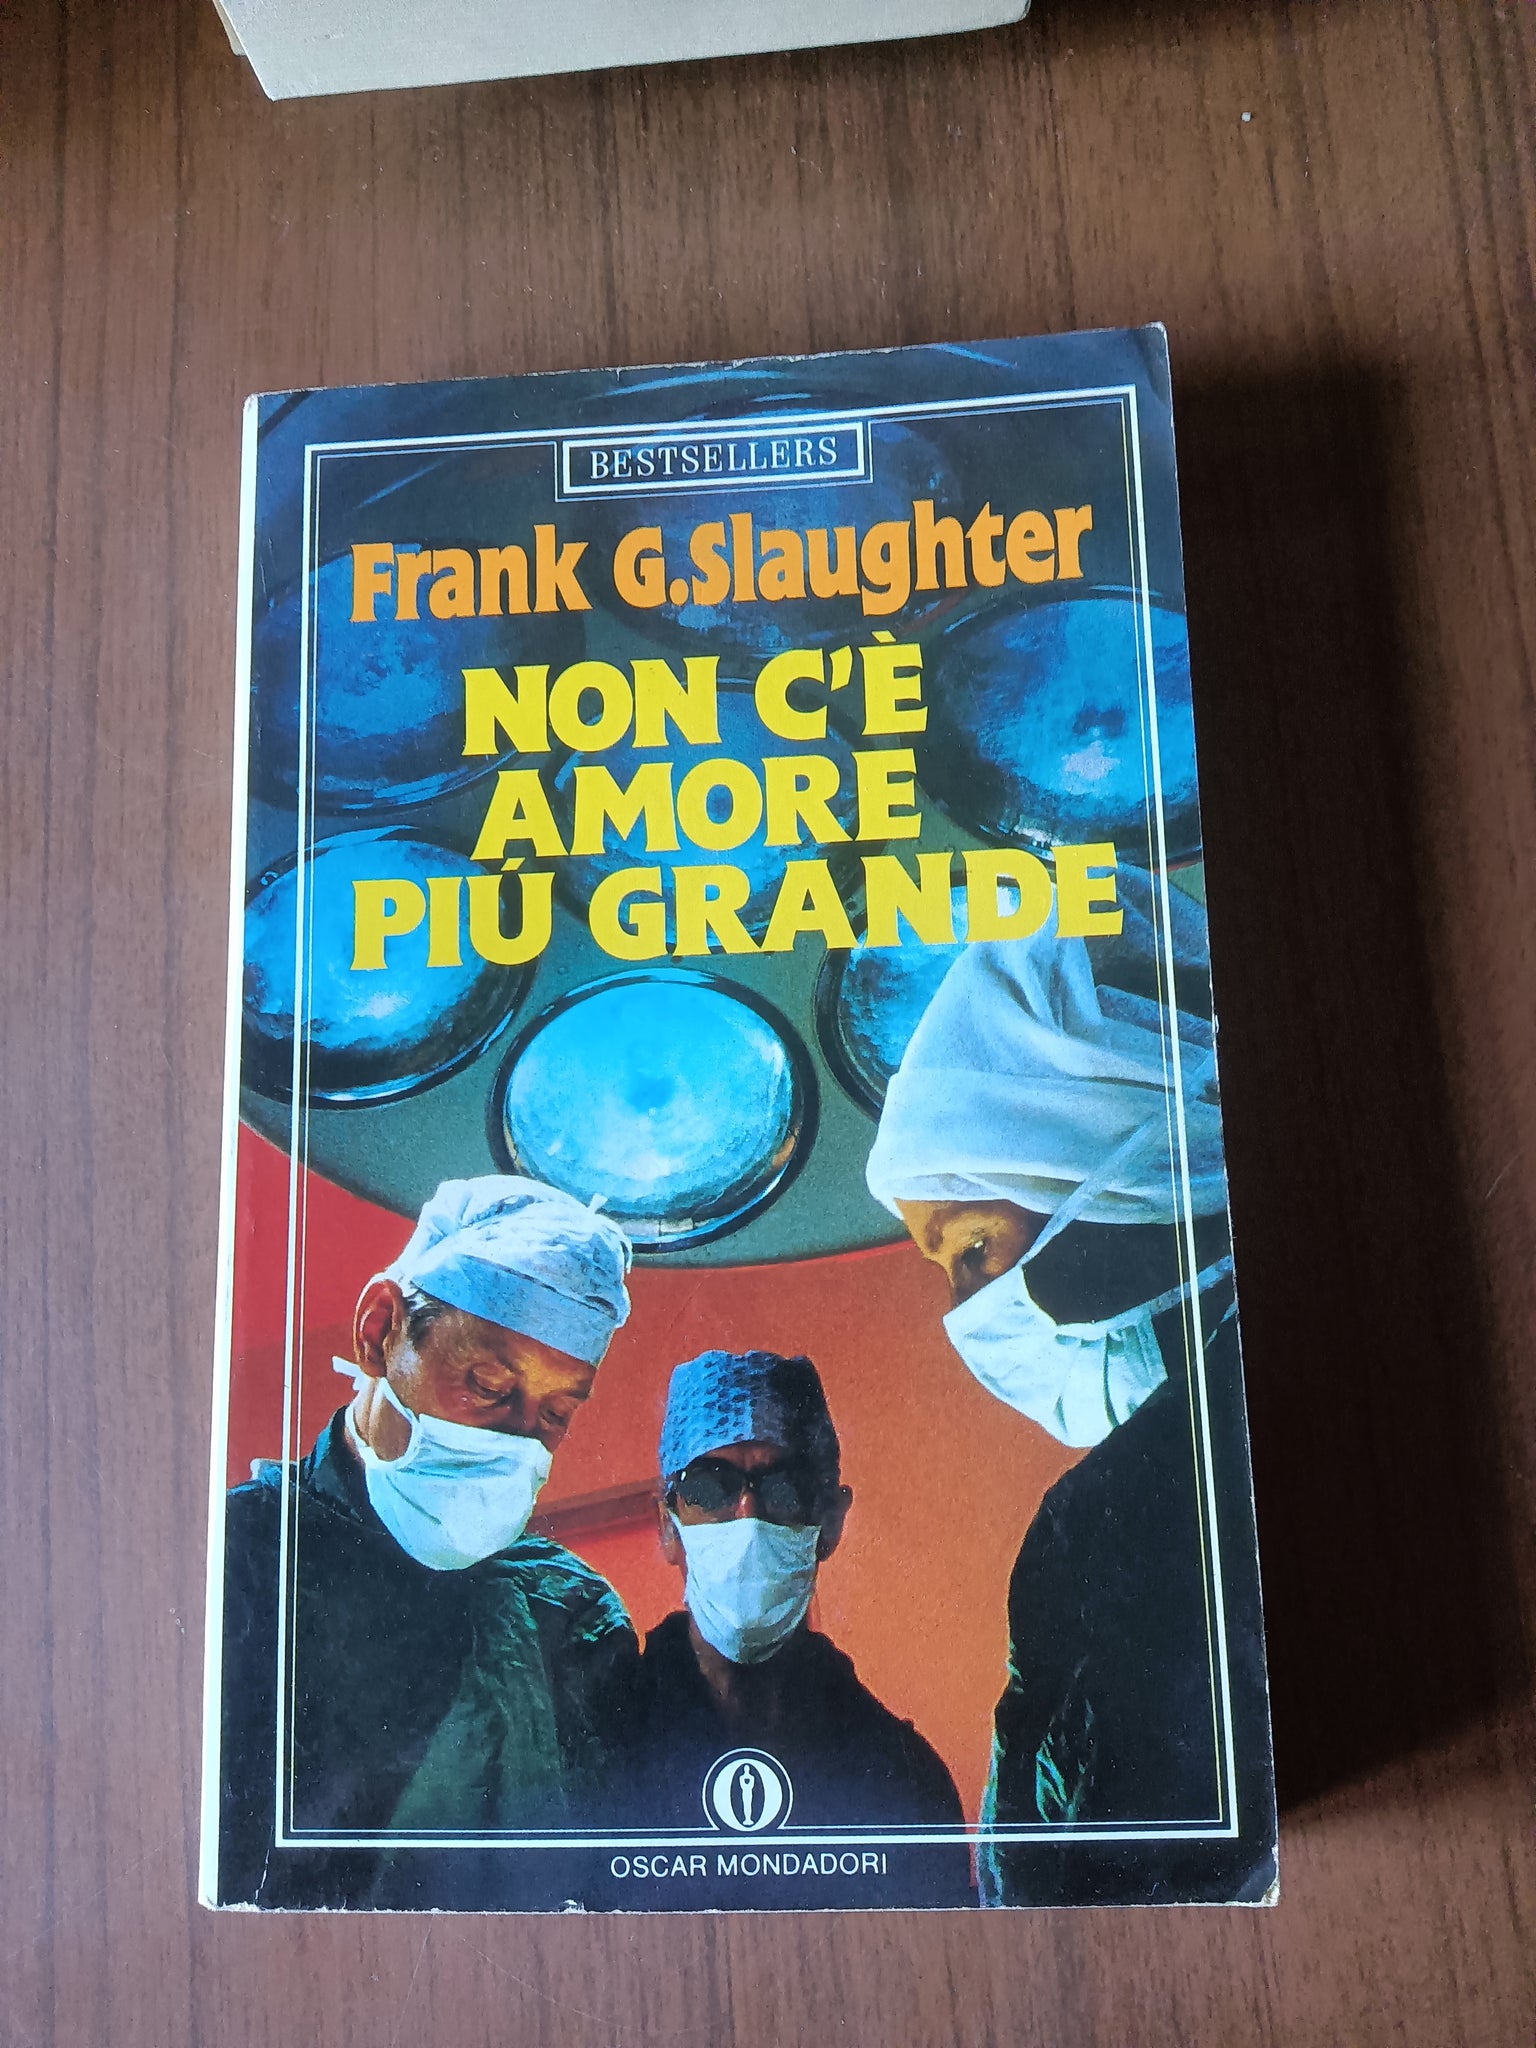 BESTSELLERS
Frank G.Slaughter
NON C'È
AMORE
PIÚ GRANDE
OSCAR MONDADORI